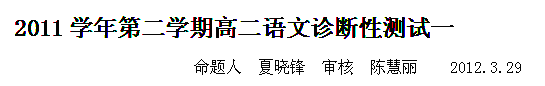 2011 学年第二学期高二语文诊断性测试一
命题人 夏晓锋 审核 陈慧丽 2012.3.29